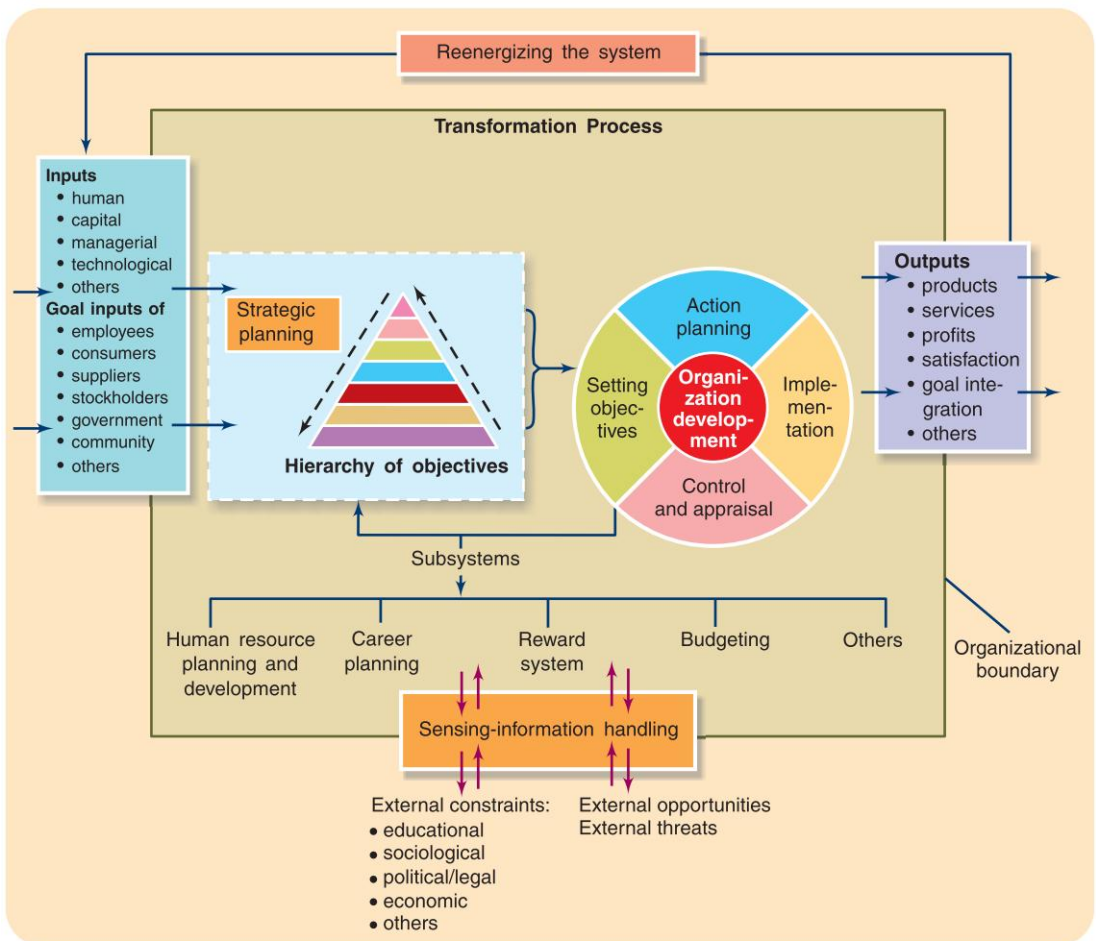 Reenergizing the system
Transformation Process
Inputs
• human
• capital
• managerial
• technological
• others
Goal inputs of
• employees
• consumers
• suppliers
• stockholders
• government
• community
• others
Strategic
planning
Hierarchy of objectives
Action
planning
Setting
objec-
tives
Organi-
zation
develop-
ment
Imple-
men-
tation
Control
and appraisal
Outputs
• products
• services
• profits
• satisfaction
• goal inte-
gration
• others
Subsystems
Human resource
planning and
development
Career
planning
Reward
system
Budgeting
Others
Organizational
boundary
Sensing-information handling
External constraints:
• educational
• sociological
• political/legal
• economic
• others
External opportunities
External threats